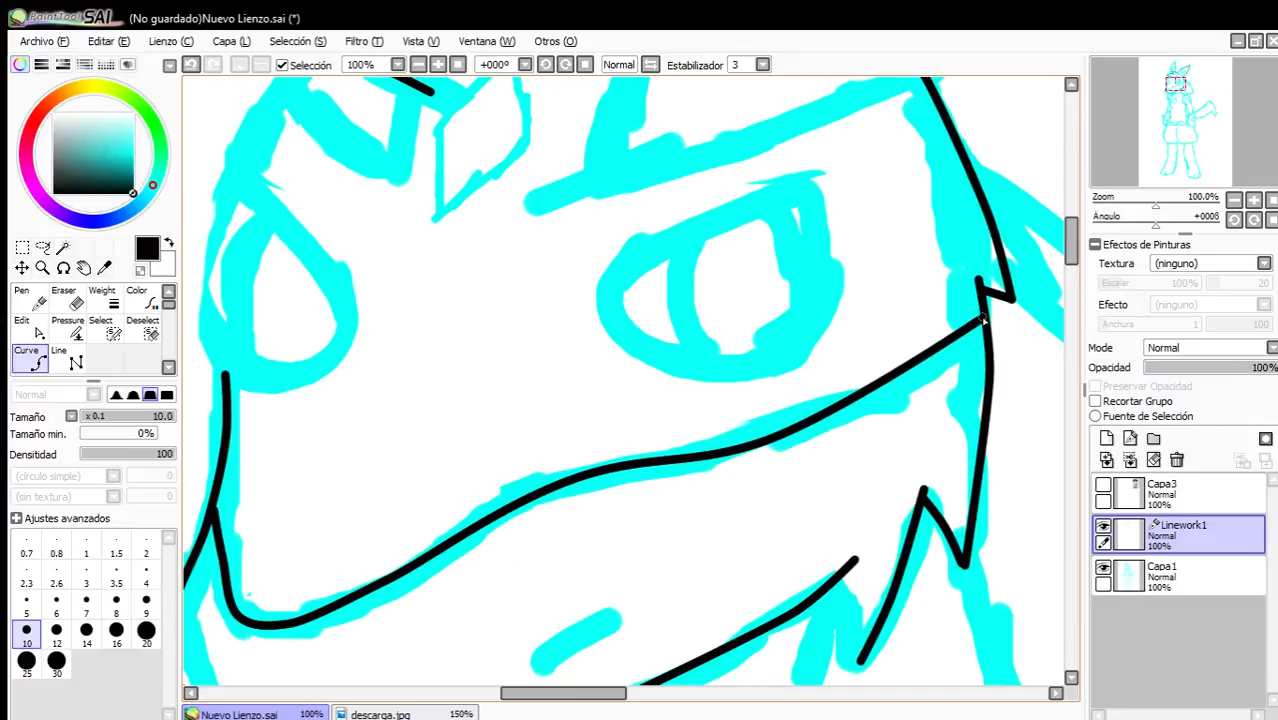 PaintTool SAI (No guardado)Nuevo Lienzo.sai (*)
Archivo (F) Editar (E) Lienzo (C) Capa (L) Selección (S) Filtro (T) Vista (V) Ventana (W) Otros (O)
Selección 100% +000º Normal Estabilizador 3
Zoom 100.0%
Ángulo +000º
Efectos de Pinturas
Textura (ninguno)
Escalar 100% 20
Efecto (ninguno)
Anchura 1 100
Mode Normal
Opacidad 100%
Preservar Opacidad
Recortar Grupo
Fuente de Selección
Capa3
Normal
100%
Linework1
Normal
100%
Capa1
Normal
100%
Pen Eraser Weight Color
Edit Pressure Select Deselect
Curve Line
Normal
Tamaño x 0.1 10.0
Tamaño min. 0%
Densitidad 100
(círculo simple) 0
(sin textura) 0
Ajustes avanzados
0.7 0.8 1 1.5 2
2.3 2.6 3 3.5 4
5 6 7 8 9
10 12 14 16 20
25 30
Nuevo Lienzo.sai 100% descarga.jpg 150%